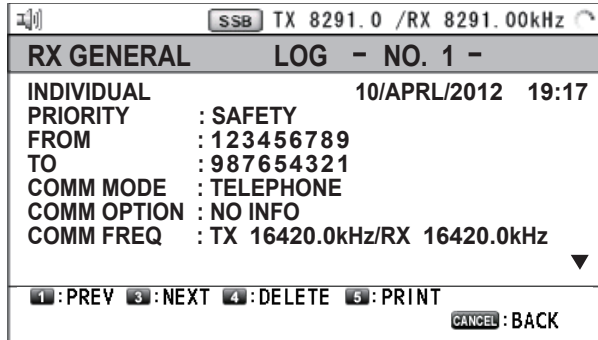 SSB TX 8291.0 /RX 8291.00kHz
RX GENERAL LOG - NO. 1 -
INDIVIDUAL 10/APRL/2012 19:17
PRIORITY : SAFETY
FROM : 123456789
TO : 987654321
COMM MODE : TELEPHONE
COMM OPTION : NO INFO
COMM FREQ : TX 16420.0kHz/RX 16420.0kHz
1 : PREV 3 : NEXT 4 : DELETE 5 : PRINT
CANCEL : BACK